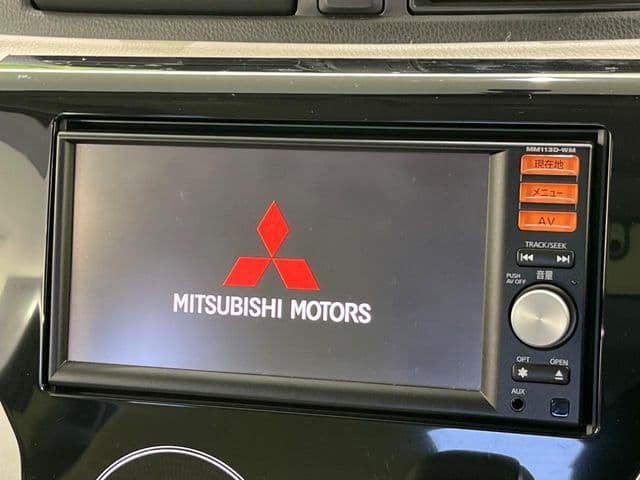 MM113D-WM
現在地
メニュー
AV
TRACK/SEEK
音量
PUSH
AV OFF
MITSUBISHI MOTORS
OPT
OPEN
AUX